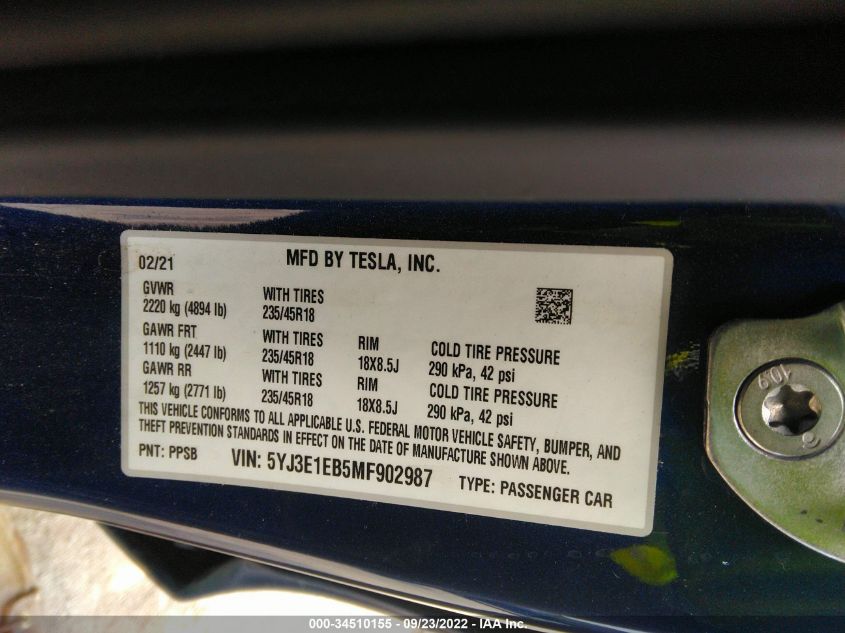 02/21 MFD BY TESLA, INC.
GVWR
2220 kg (4894 lb)
WITH TIRES
235/45R18
GAWR FRT
1110 kg (2447 lb)
WITH TIRES
235/45R18
RIM
18X8.5J
COLD TIRE PRESSURE
290 kPa, 42 psi
GAWR RR
1257 kg (2771 lb)
WITH TIRES
235/45R18
RIM
18X8.5J
COLD TIRE PRESSURE
290 kPa, 42 psi
THIS VEHICLE CONFORMS TO ALL APPLICABLE U.S. FEDERAL MOTOR VEHICLE SAFETY, BUMPER, AND
THEFT PREVENTION STANDARDS IN EFFECT ON THE DATE OF MANUFACTURE SHOWN ABOVE.
PNT: PPSB VIN: 5YJ3E1EB5MF902987 TYPE: PASSENGER CAR
10.9
000-34510155 - 09/23/2022 - IAA Inc.